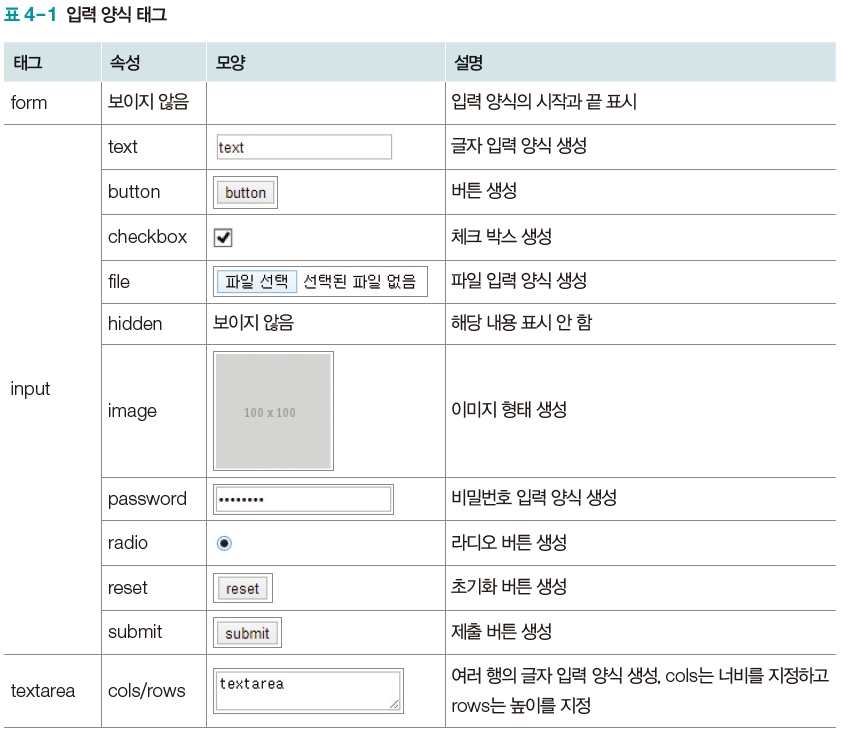 표 4-1 입력 양식 태그
태그 속성 모양 설명
form 보이지 않음 입력 양식의 시작과 끝 표시
text text 글자 입력 양식 생성
button button 버튼 생성
checkbox 체크 박스 생성
file 파일 선택 선택된 파일 없음 파일 입력 양식 생성
hidden 보이지 않음 해당 내용 표시 안 함
input
image 100 x 100 이미지 형태 생성
password •••••••• 비밀번호 입력 양식 생성
radio 라디오 버튼 생성
reset reset 초기화 버튼 생성
submit submit 제출 버튼 생성
textarea cols/rows textarea 여러 행의 글자 입력 양식 생성, cols는 너비를 지정하고
rows는 높이를 지정